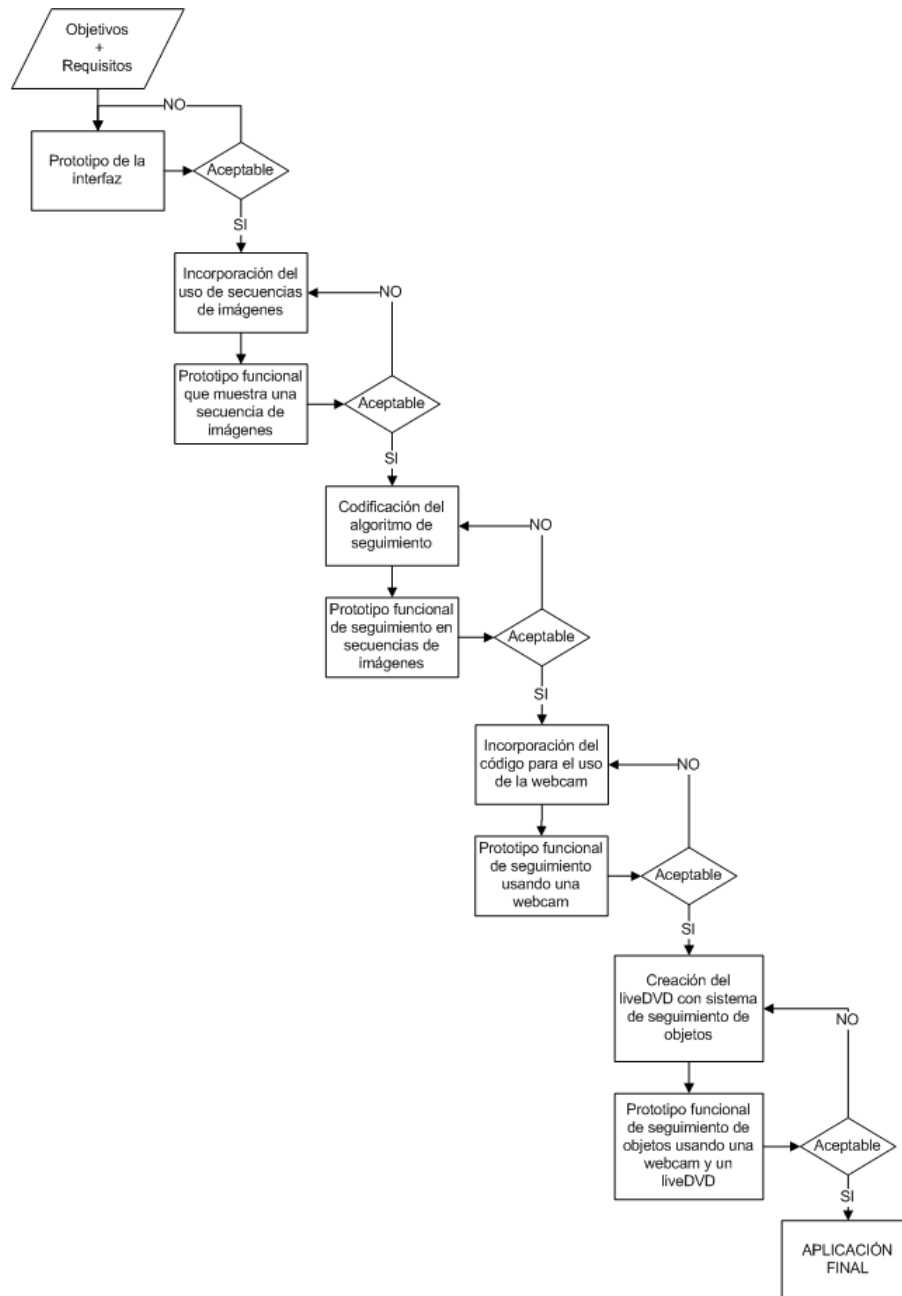 Objetivos
+
Requisitos
NO
Prototipo de la
interfaz
Aceptable
SI
Incorporación del
uso de secuencias
de imágenes
NO
Prototipo funcional
que muestra una
secuencia de
imágenes
Aceptable
SI
Codificación del
algoritmo de
seguimiento
NO
Prototipo funcional
de seguimiento en
secuencias de
imágenes
Aceptable
SI
Incorporación del
código para el uso
de la webcam
NO
Prototipo funcional
de seguimiento
usando una
webcam
Aceptable
SI
Creación del
liveDVD con sistema
de seguimiento de
objetos
NO
Prototipo funcional
de seguimiento de
objetos usando una
webcam y un
liveDVD
Aceptable
SI
APLICACIÓN
FINAL